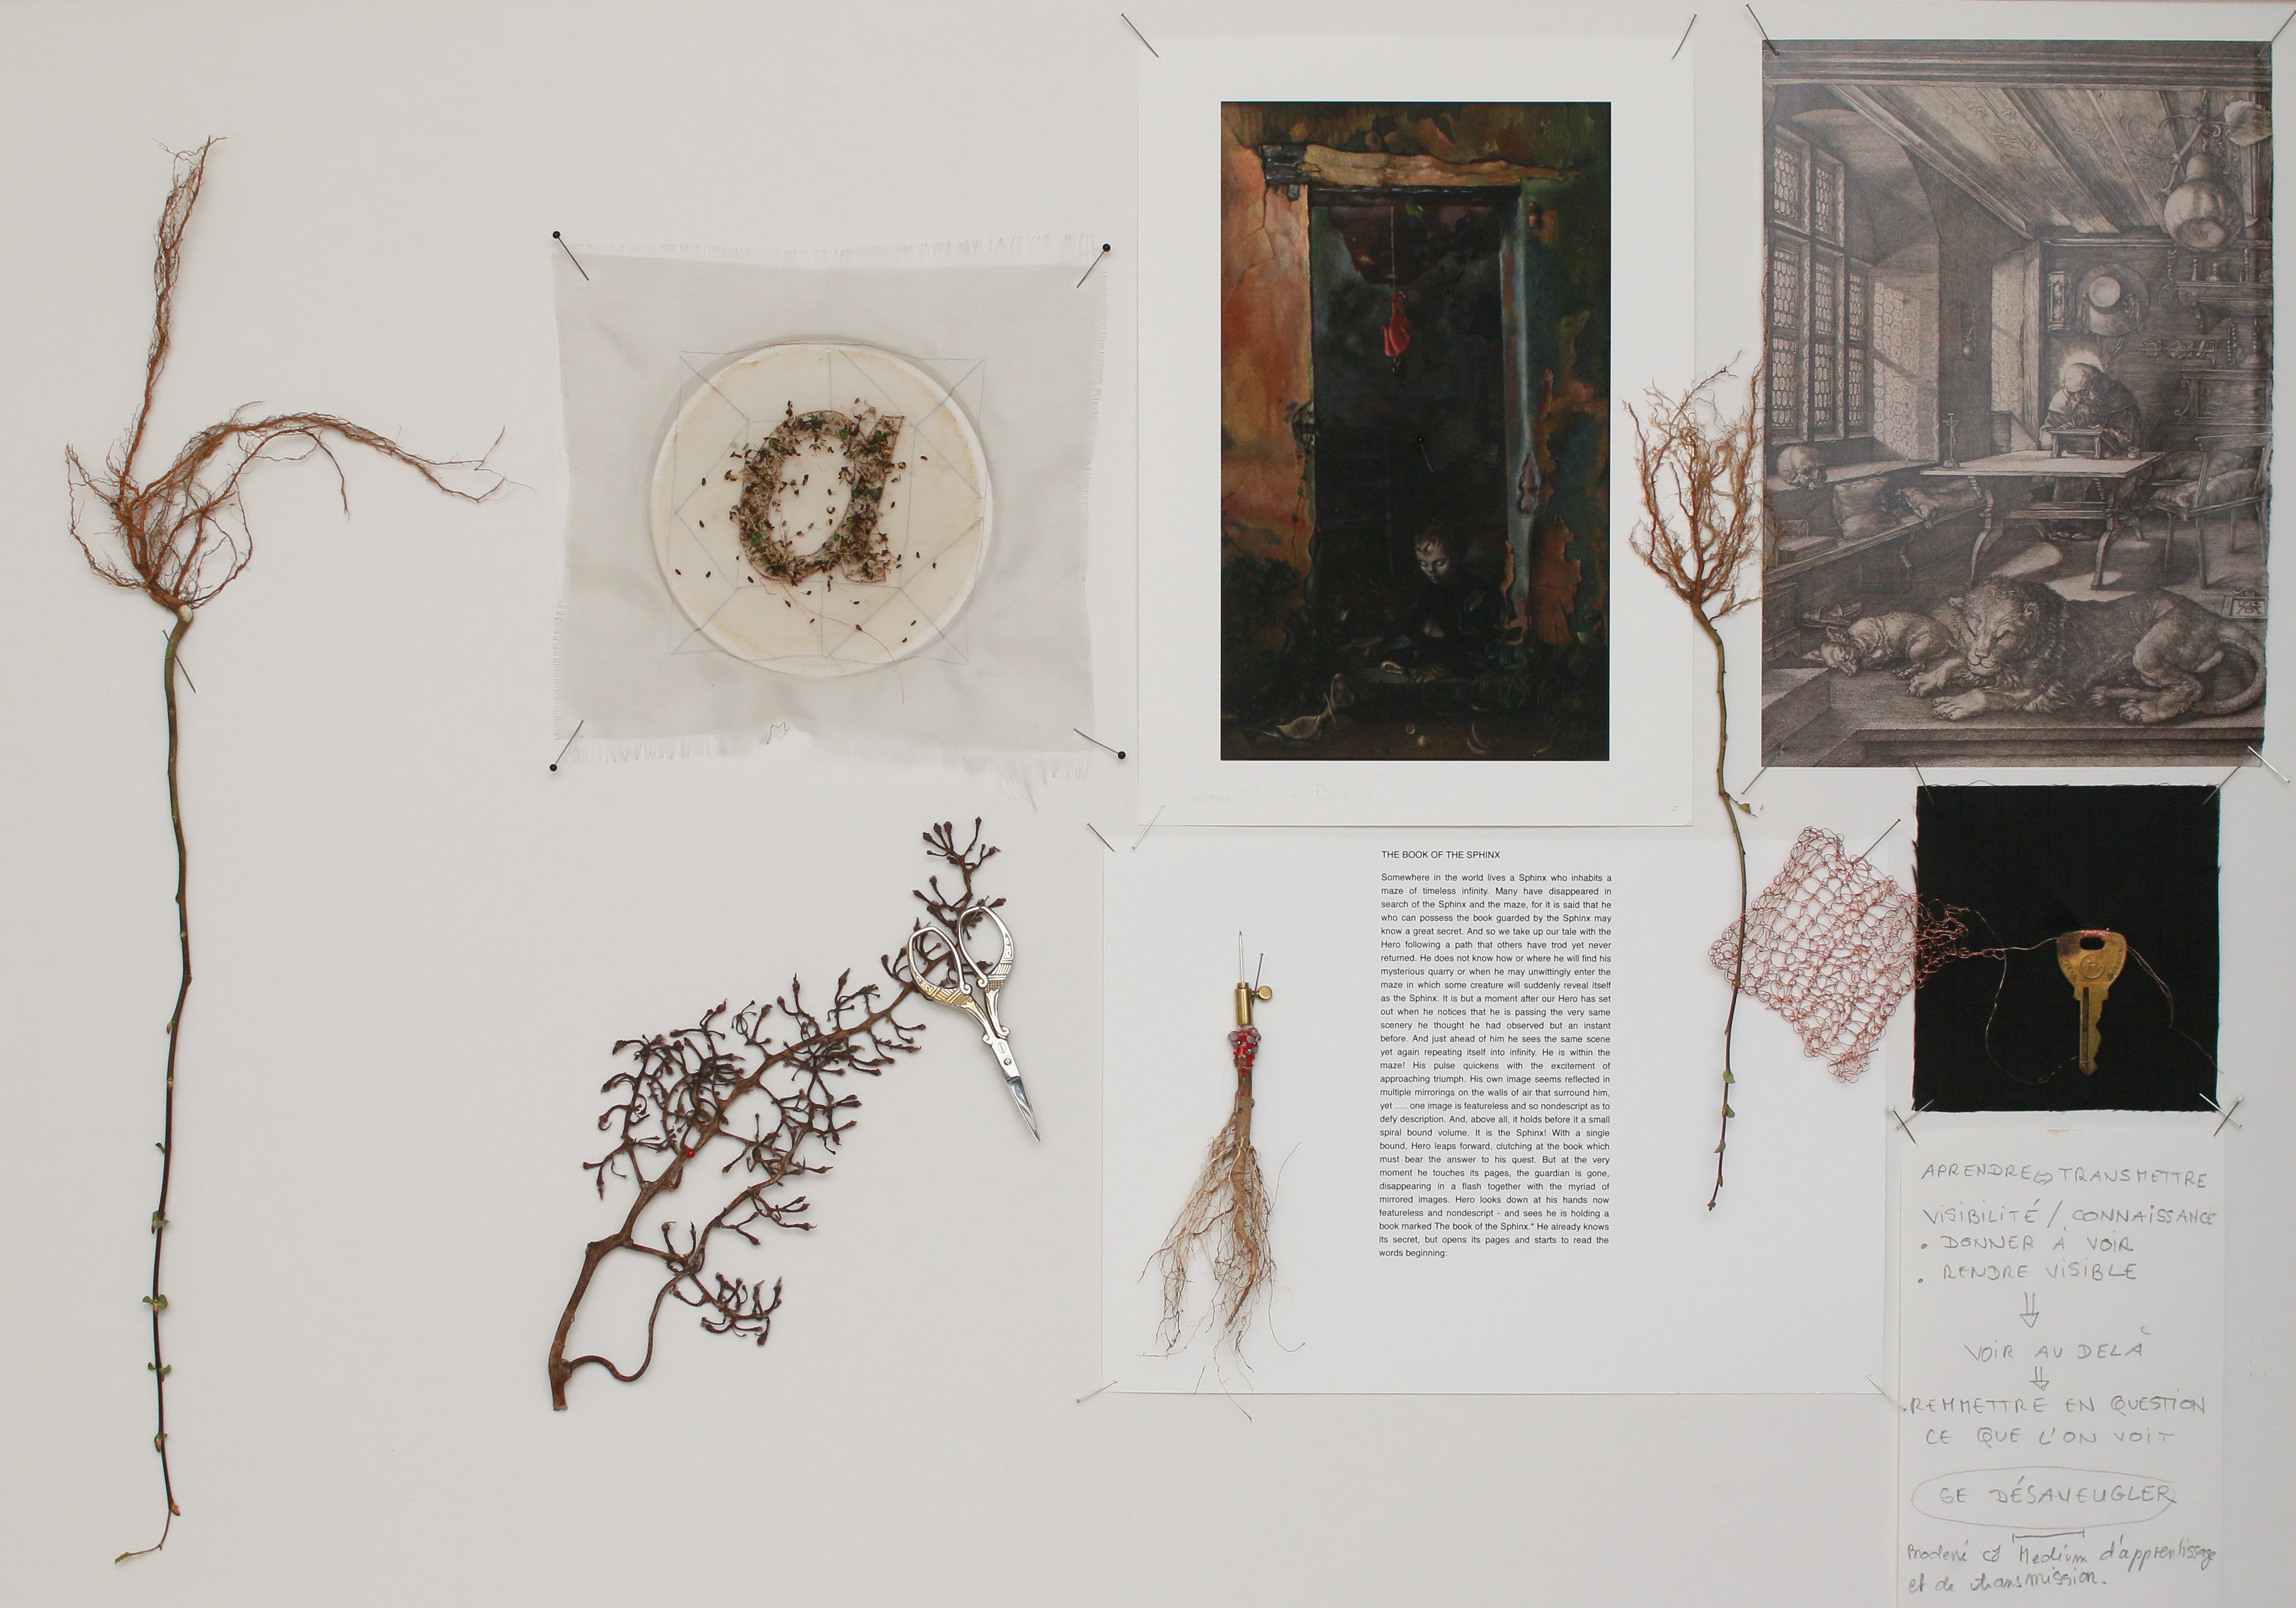 a
THE BOOK OF THE SPHINX
Somewhere in the world lives a Sphinx who inhabits a
maze of timeless infinity. Many have disappeared in
search of the Sphinx and the maze, for it is said that he
who can possess the book guarded by the Sphinx may
know a great secret. And so we take up our tale with the
Hero following a path that others have trod yet never
returned. He does not know how or where he will find his
mysterious quarry or when he may unwittingly enter the
maze in which some creature will suddenly reveal itself
as the Sphinx. It is but a moment after our Hero has set
out when he notices that he is passing the very same
scenery he thought he had observed but an instant
before. And just ahead of him he sees the same scene
yet again repeating itself into infinity. He is within the
maze! His pulse quickens with the excitement of
approaching triumph. His own image seems reflected in
multiple mirrorings on the walls of air that surround him,
yet ..... one image is featureless and so nondescript as to
defy description. And, above all, it holds before it a small
spiral bound volume. It is the Sphinx! With a single
bound, Hero leaps forward, clutching at the book which
must bear the answer to his quest. But at the very
moment he touches its pages, the guardian is gone,
disappearing in a flash together with the myriad of
mirrored images. Hero looks down at his hands now
featureless and nondescript - and sees he is holding a
book marked The book of the Sphinx." He already knows
its secret, but opens its pages and starts to read the
words beginning:
APRENDRE ⇔ TRANSMETTRE
VISIBILITÉ / CONNAISSANCE
• DONNER À VOIR
• RENDRE VISIBLE
⇓
VOIR AU DELÀ
⇓
REMMETTRE EN QUESTION
CE QUE L'ON VOIT
SE DÉSAVEUGLER
Broderie Medium d'apprentissage
et de transmission.